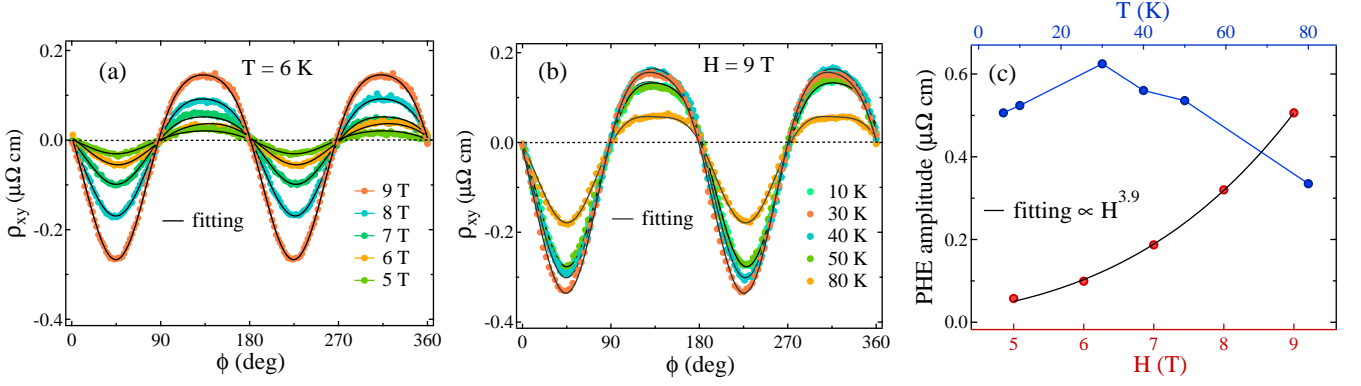 (a)
T = 6 K
0.2
0.0
-0.2
-0.4
ρxy (μΩ cm)
9 T
8 T
7 T
6 T
5 T
fitting
0 90 180 270 360
ϕ (deg)
(b)
H = 9 T
0.2
0.0
-0.2
-0.4
ρxy (μΩ cm)
10 K
30 K
40 K
50 K
80 K
fitting
0 90 180 270 360
ϕ (deg)
T (K)
0 20 40 60 80
(c)
0.6
0.4
0.2
0.0
PHE amplitude (μΩ cm)
fitting ∝ H^3.9
5 6 7 8 9
H (T)